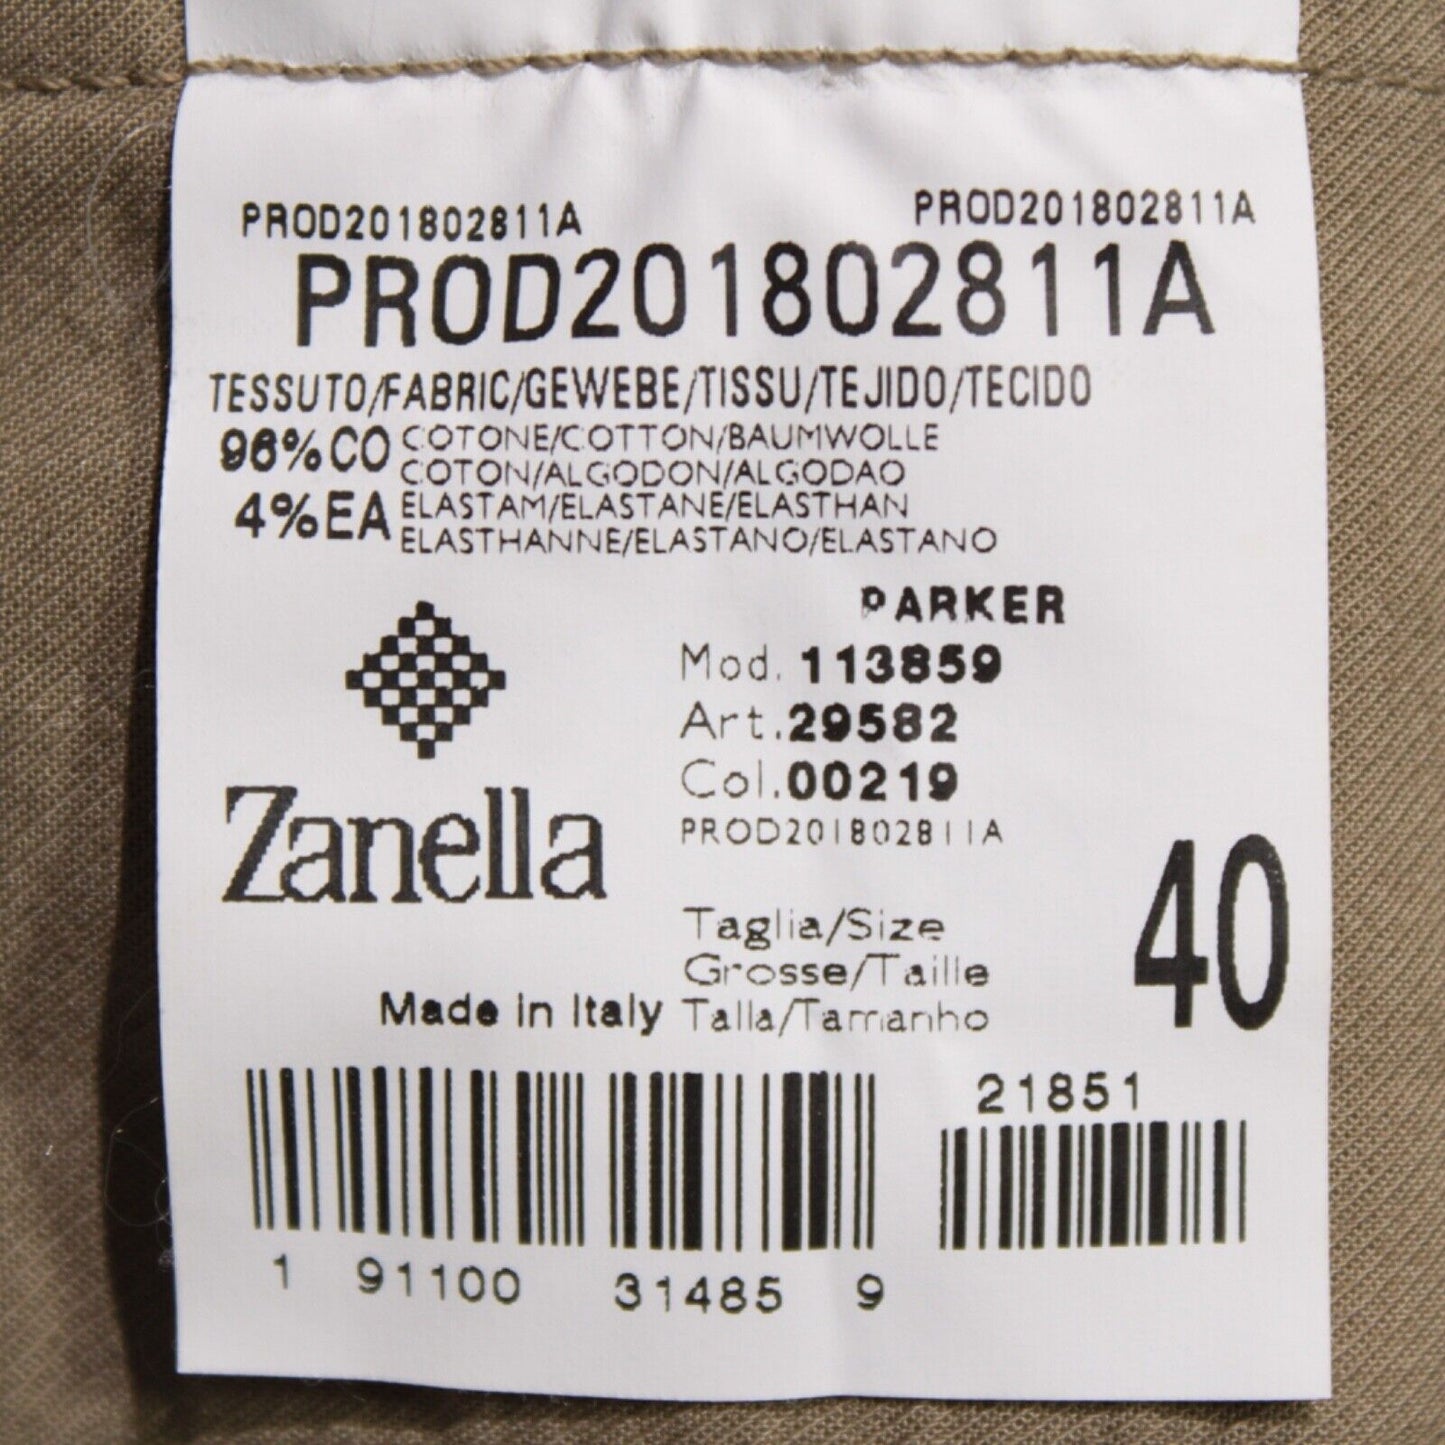 PROD201802811A PROD201802811A
PROD201802811A
TESSUTO/FABRIC/GEWEBE/TISSU/TEJIDO/TECIDO
96%CO COTONE/COTTON/BAUMWOLLE
COTON/ALGODON/ALGODAO
4%EA ELASTAM/ELASTANE/ELASTHAN
ELASTHANNE/ELASTANO/ELASTANO
PARKER
Mod. 113859
Art. 29582
Col. 00219
PROD201802811A
Zanella
Taglia/Size
Grosse/Taille
Talla/Tamanho
40
Made in Italy
21851
1 91100 31485 9